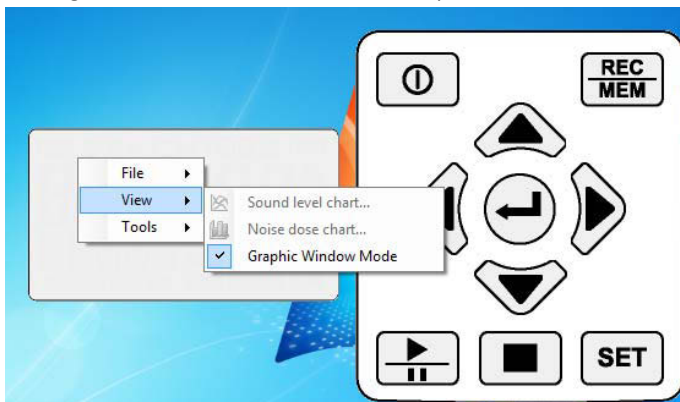 REC
MEM
File
View
Tools
Sound level chart...
Noise dose chart...
Graphic Window Mode
SET